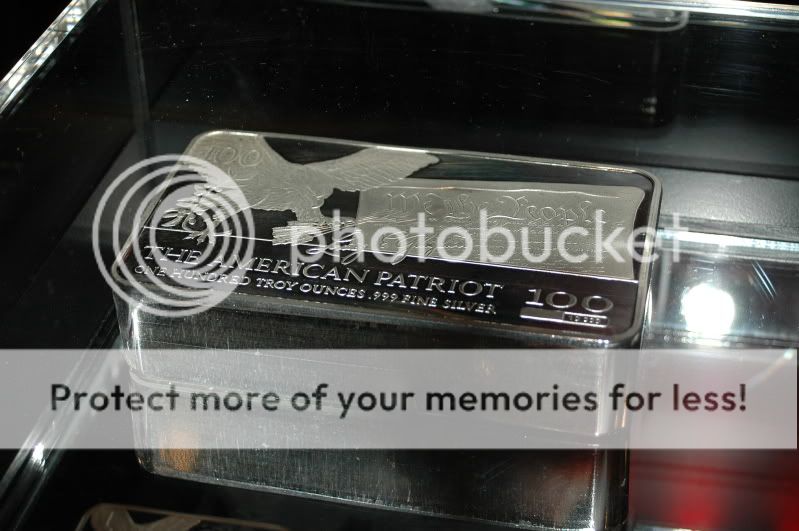 100
We the People
photobucket
THE AMERICAN PATRIOT
ONE HUNDRED TROY OUNCES .999 FINE SILVER
100
Protect more of your memories for less!